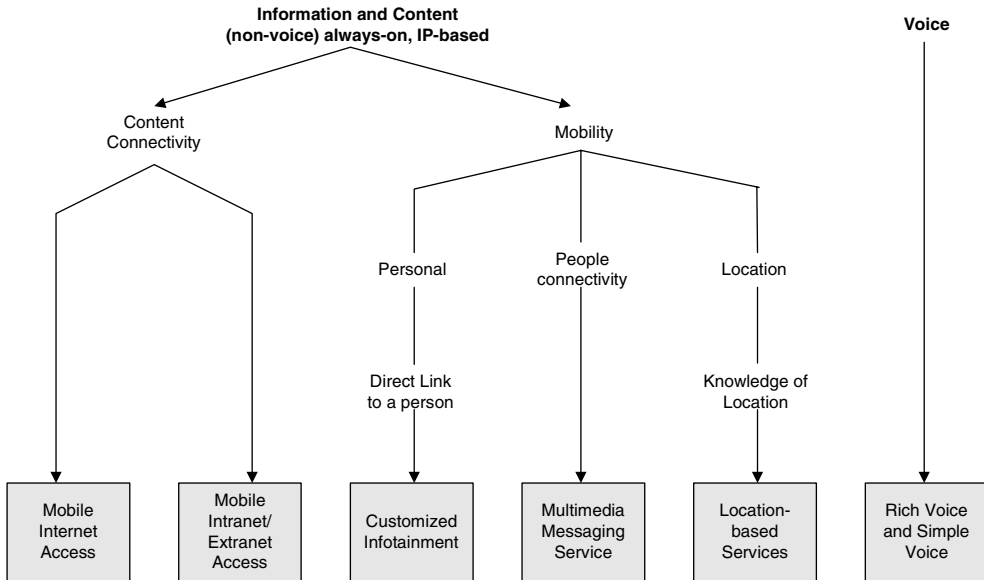 Information and Content
(non-voice) always-on, IP-based
Voice
Content
Connectivity
Mobility
Personal
People
connectivity
Location
Direct Link
to a person
Knowledge of
Location
Mobile
Internet
Access
Mobile
Intranet/
Extranet
Access
Customized
Infotainment
Multimedia
Messaging
Service
Location-
based
Services
Rich Voice
and Simple
Voice